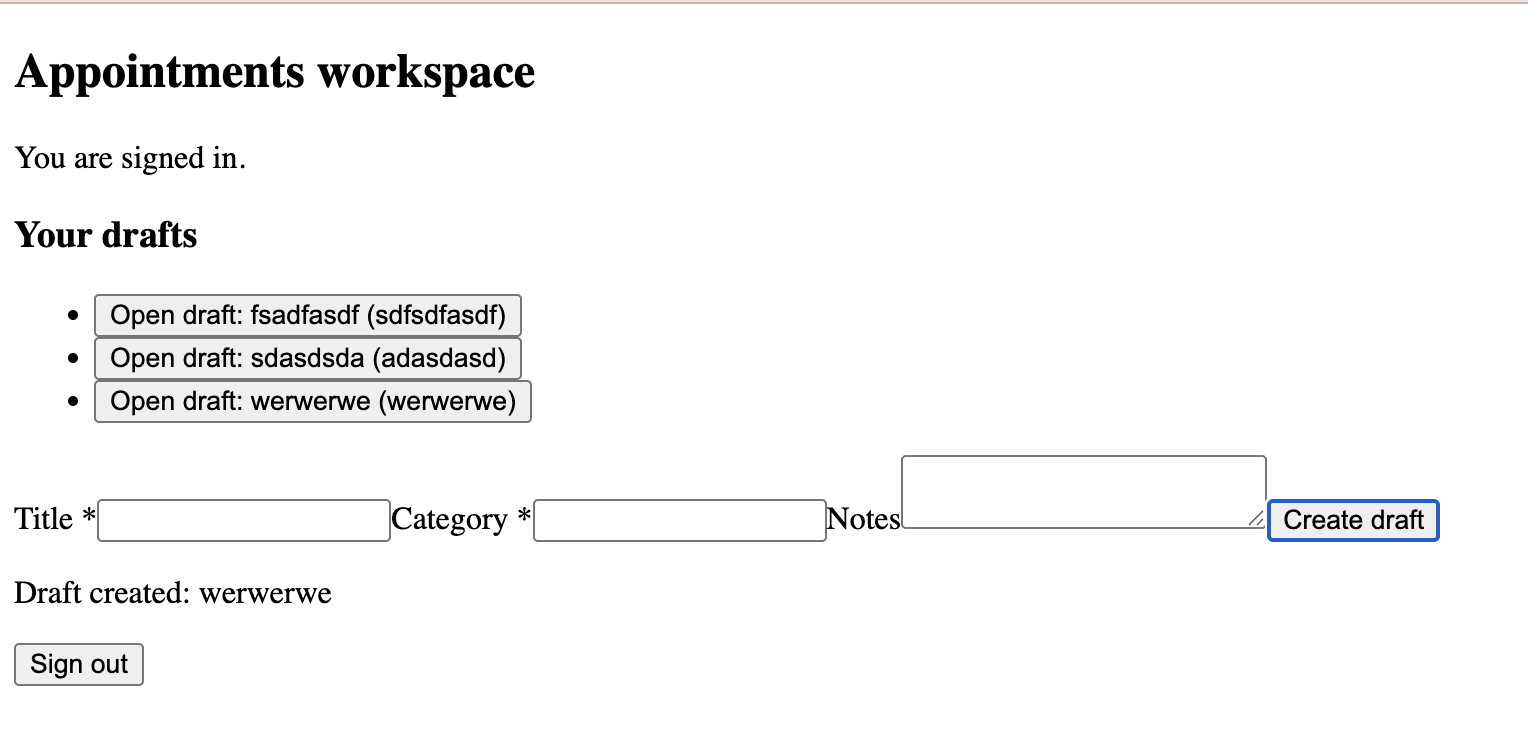 Appointments workspace
You are signed in.
Your drafts
Open draft: fsadfasdf (sdfsdfasdf)
Open draft: sdasdsda (adasdasd)
Open draft: werwerwe (werwerwe)
Title * Category * Notes Create draft
Draft created: werwerwe
Sign out